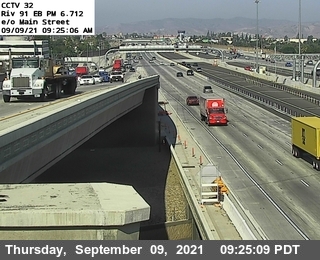 CCTV 32
Riv 91 EB PM 6.712
e/o Main Street
09/09/21 09:25:06 AM
Thursday, September 09, 2021 09:25:09 PDT